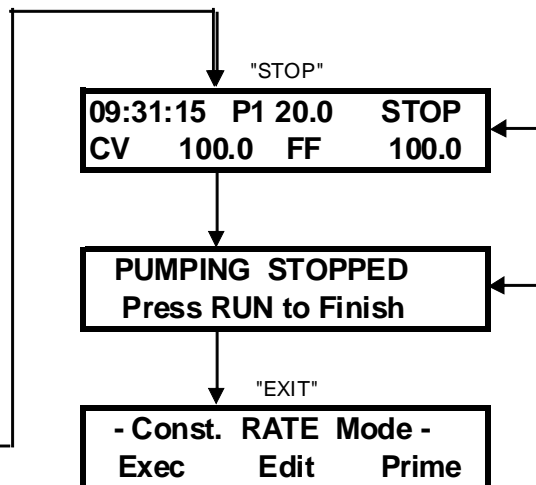 "STOP"
09:31:15 P1 20.0 STOP
CV 100.0 FF 100.0
PUMPING STOPPED
Press RUN to Finish
"EXIT"
- Const. RATE Mode -
Exec Edit Prime